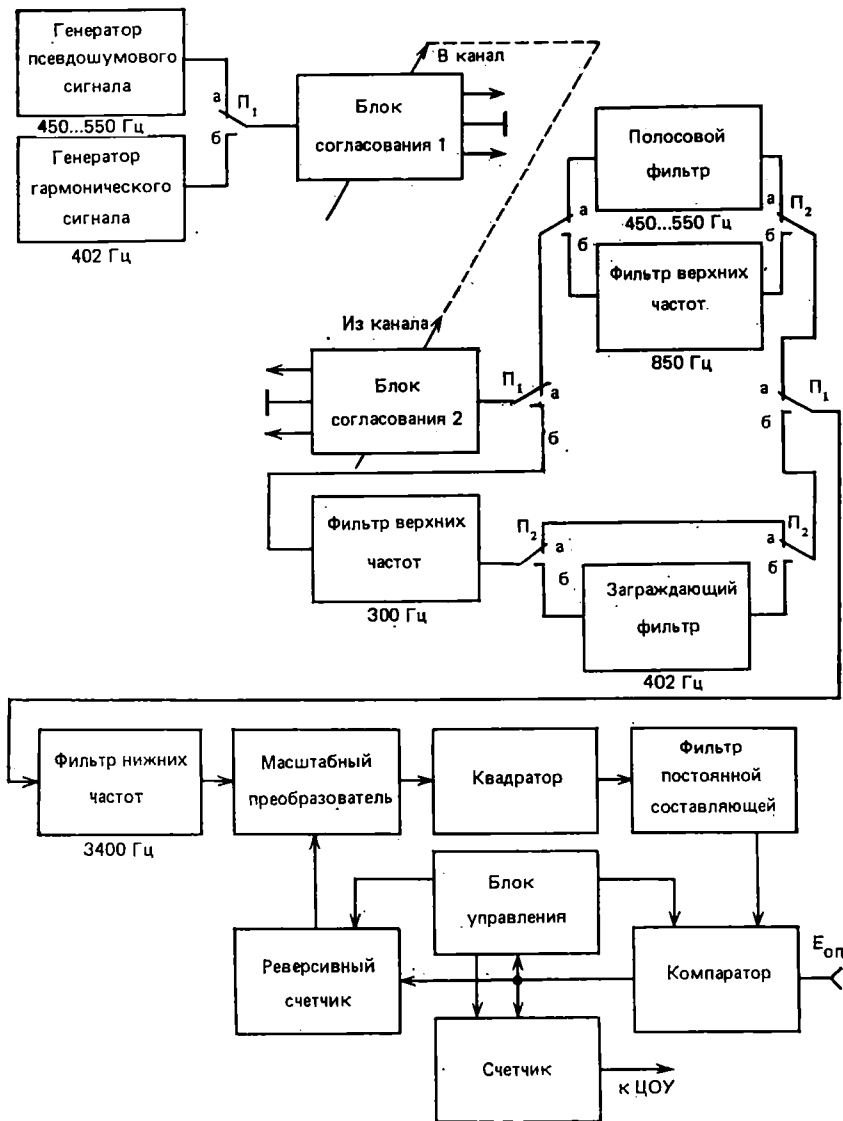 Генератор
псевдошумового
сигнала
450...550 Гц
а
П₁
б
Генератор
гармонического
сигнала
402 Гц
Блок
согласования 1
В канал
Полосовой
фильтр
450...550 Гц
а
б
а
П₂
б
Фильтр верхних
частот
850 Гц
Из канала
Блок
согласования 2
П₁
а
б
а
П₁
б
Фильтр верхних
частот
300 Гц
П₂
а
б
а
П₂
б
Заграждающий
фильтр
402 Гц
Фильтр нижних
частот
3400 Гц
Масштабный
преобразователь
Квадратор
Фильтр
постоянной
составляющей
Блок
управления
Реверсивный
счетчик
Компаратор
Eоп
Счетчик
к ЦОУ